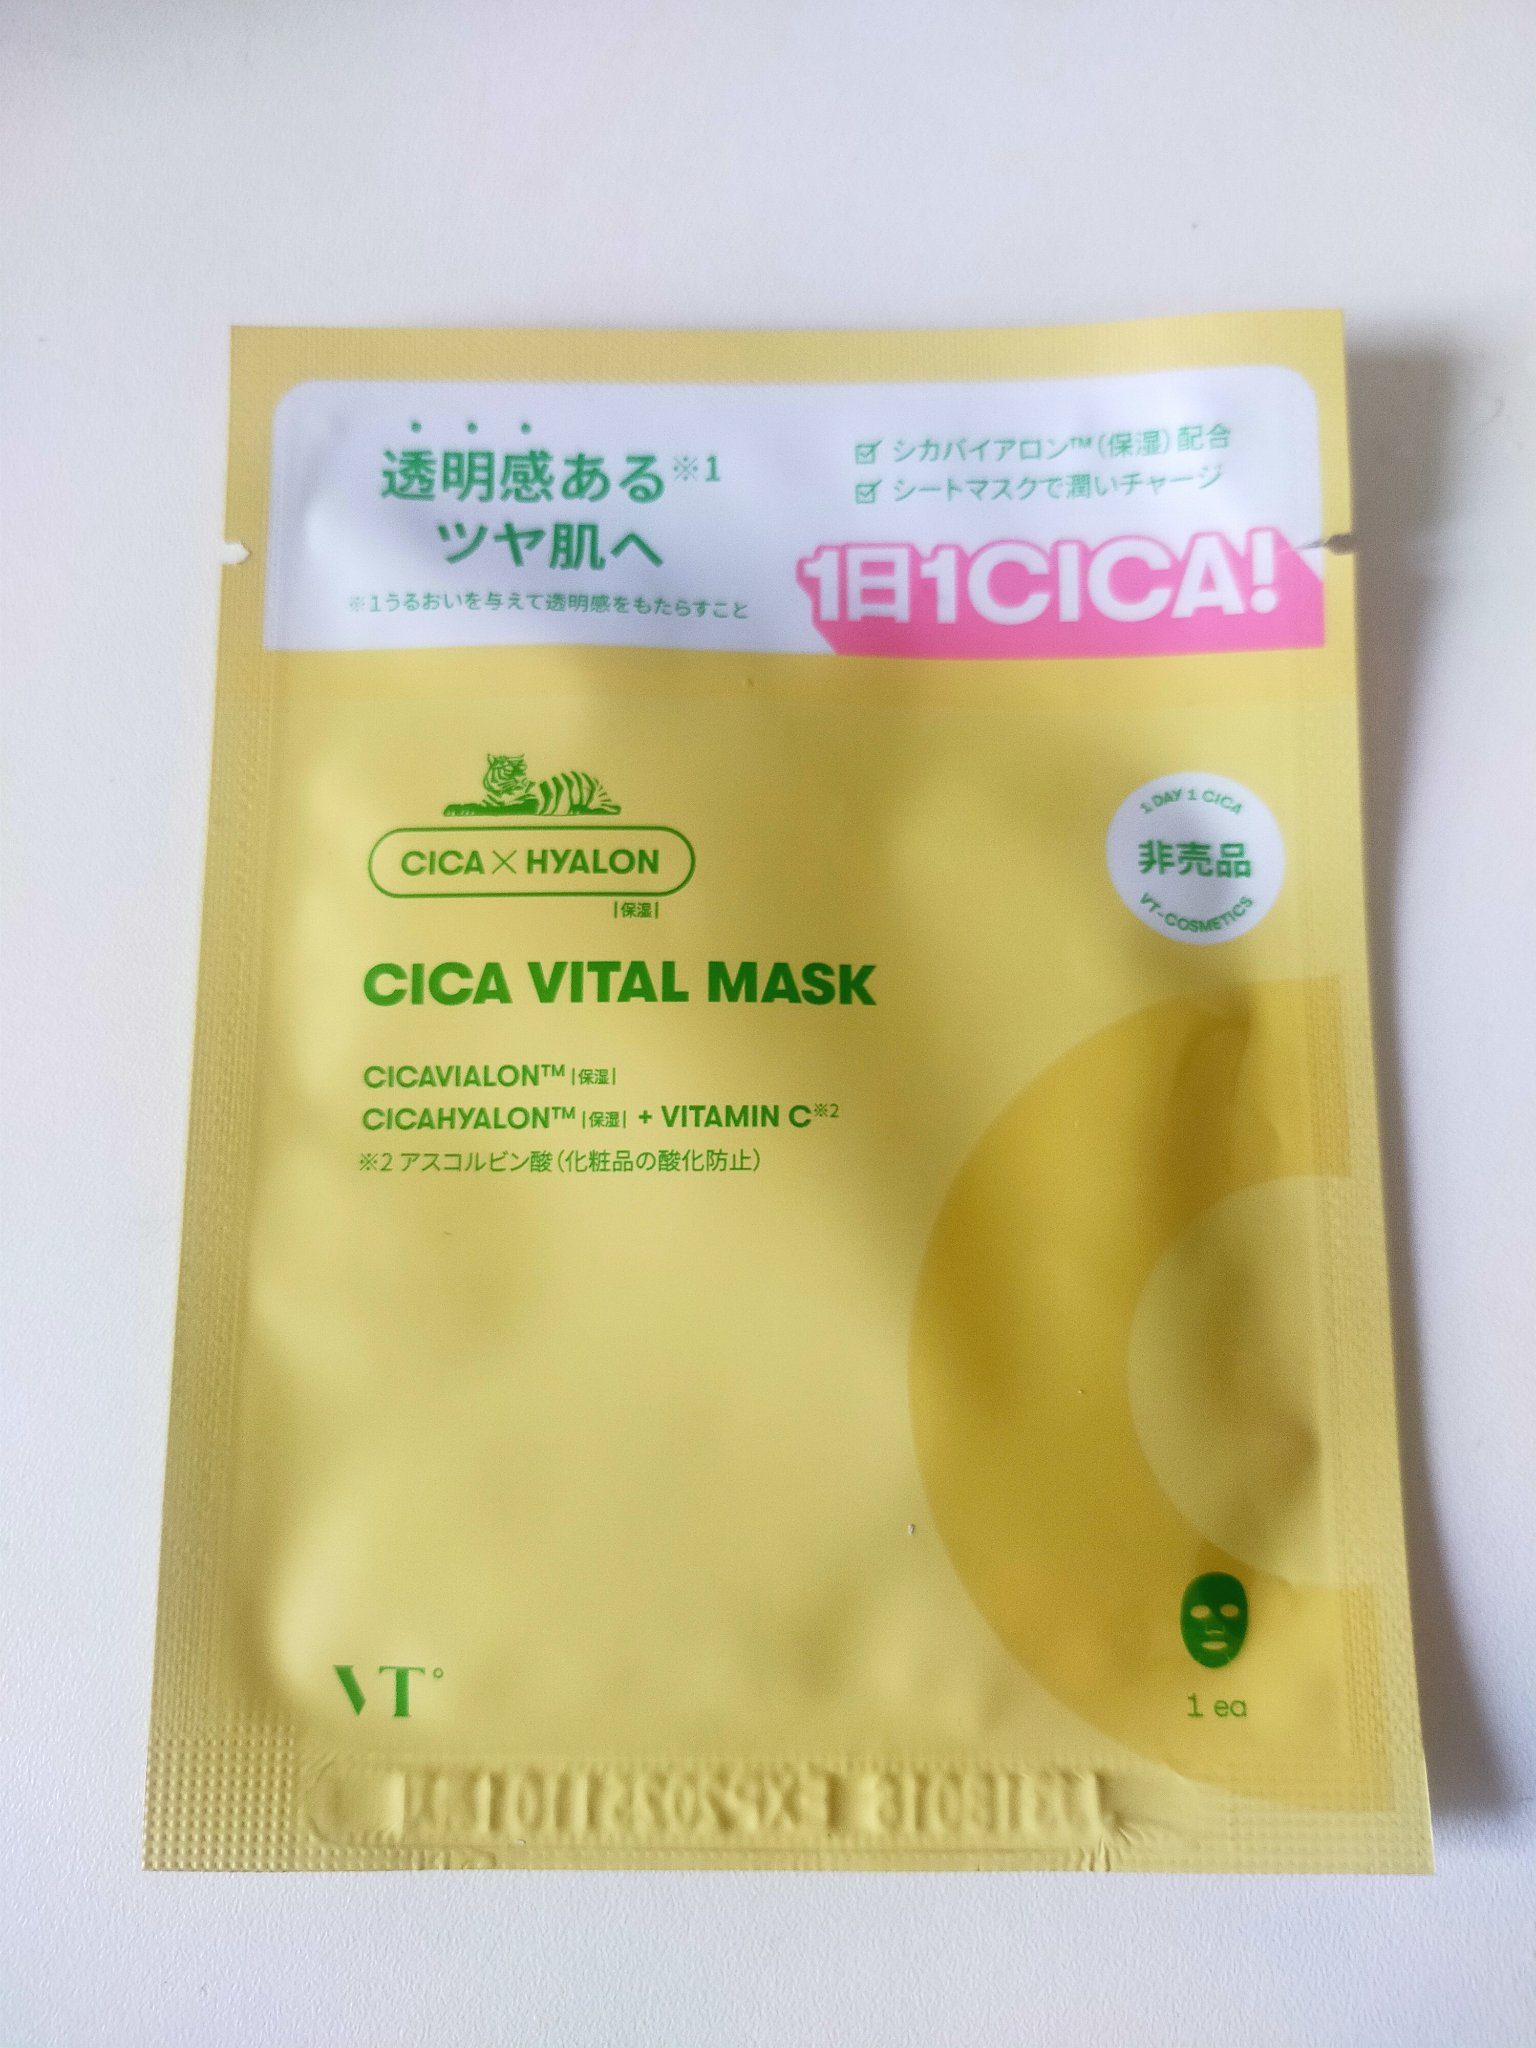 透明感ある※1
ツヤ肌へ
※1うるおいを与えて透明感をもたらすこと
シカバイアロン™(保湿)配合
シートマスクで潤いチャージ
1日1CICA!
CICA×HYALON
|保湿|
1 DAY 1 CICA
非売品
VT-COSMETICS
CICA VITAL MASK
CICAVIALON™|保湿|
CICAHYALON™|保湿| + VITAMIN C※2
※2 アスコルビン酸(化粧品の酸化防止)
VT°
1 ea